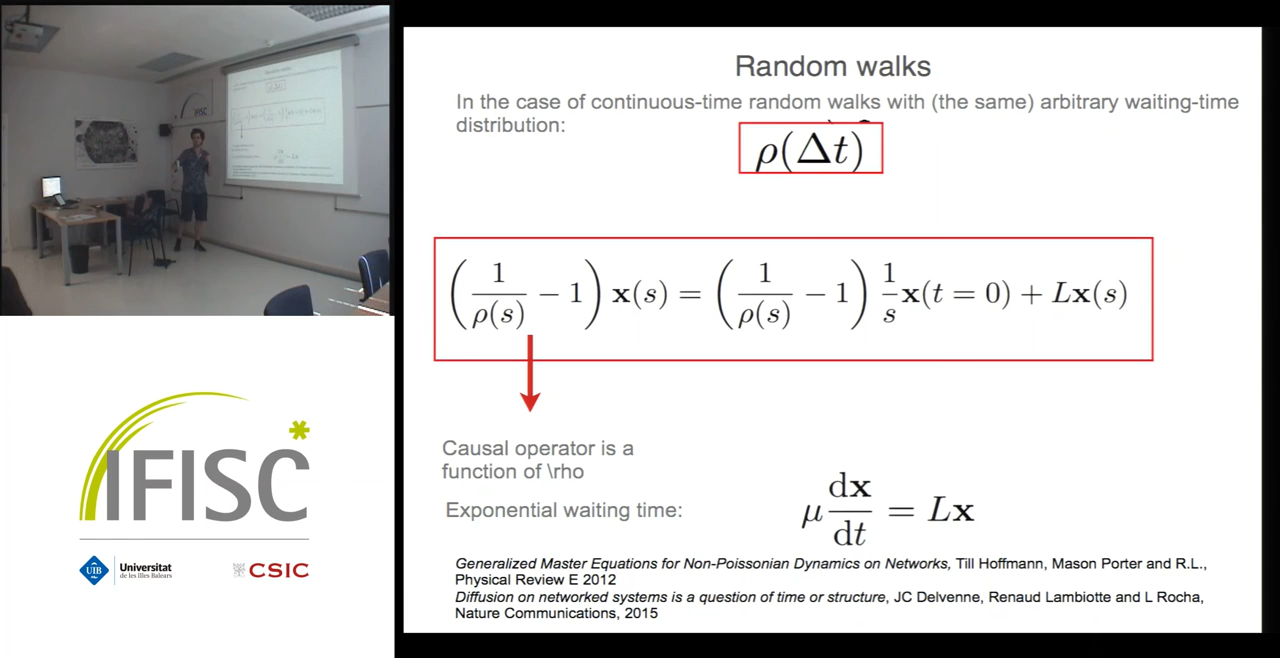 Random walks
In the case of continuous-time random walks with (the same) arbitrary waiting-time
distribution:
ρ(Δt)
(1/ρ(s) − 1) x(s) = (1/ρ(s) − 1) 1/s x(t = 0) + Lx(s)
Causal operator is a
function of \rho
Exponential waiting time:
μ dx/dt = Lx
Generalized Master Equations for Non-Poissonian Dynamics on Networks, Till Hoffmann, Mason Porter and R.L.,
Physical Review E 2012
Diffusion on networked systems is a question of time or structure, JC Delvenne, Renaud Lambiotte and L Rocha,
Nature Communications, 2015
IFISC
IFISC
UIB
Universitat
de les Illes Balears
CSIC